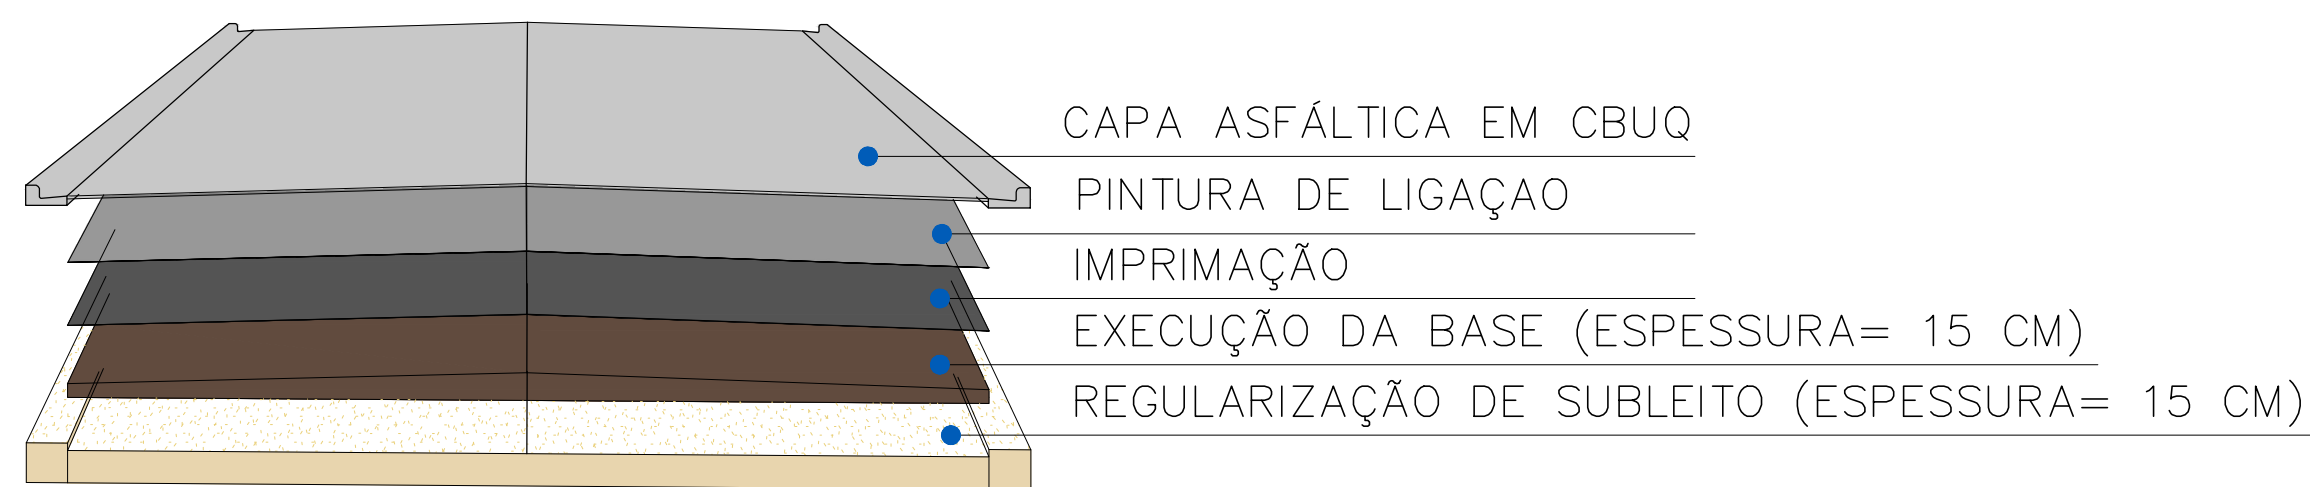 CAPA ASFÁLTICA EM CBUQ
PINTURA DE LIGAÇAO
IMPRIMAÇÃO
EXECUÇÃO DA BASE (ESPESSURA= 15 CM)
REGULARIZAÇÃO DE SUBLEITO (ESPESSURA= 15 CM)